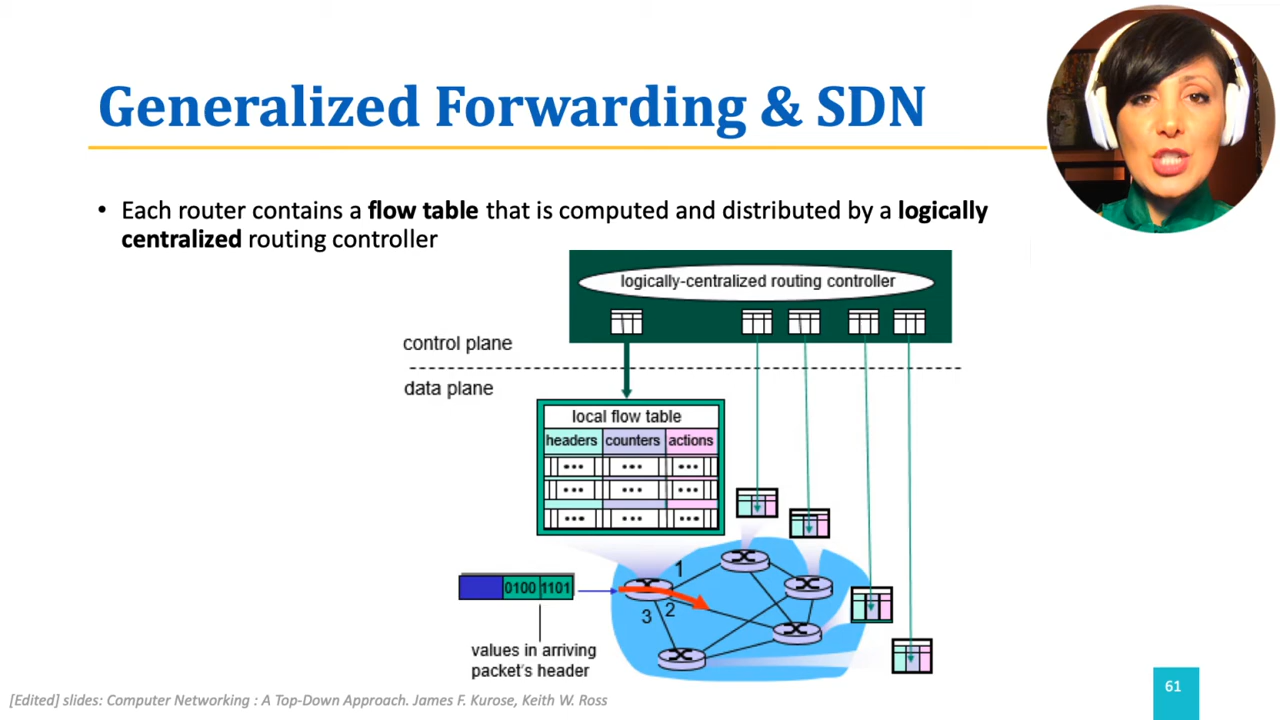 Generalized Forwarding & SDN
• Each router contains a flow table that is computed and distributed by a logically
centralized routing controller
logically-centralized routing controller
control plane
data plane
local flow table
headers counters actions
1
2
3
0100 1101
values in arriving
packet's header
[Edited] slides: Computer Networking : A Top-Down Approach. James F. Kurose, Keith W. Ross
61